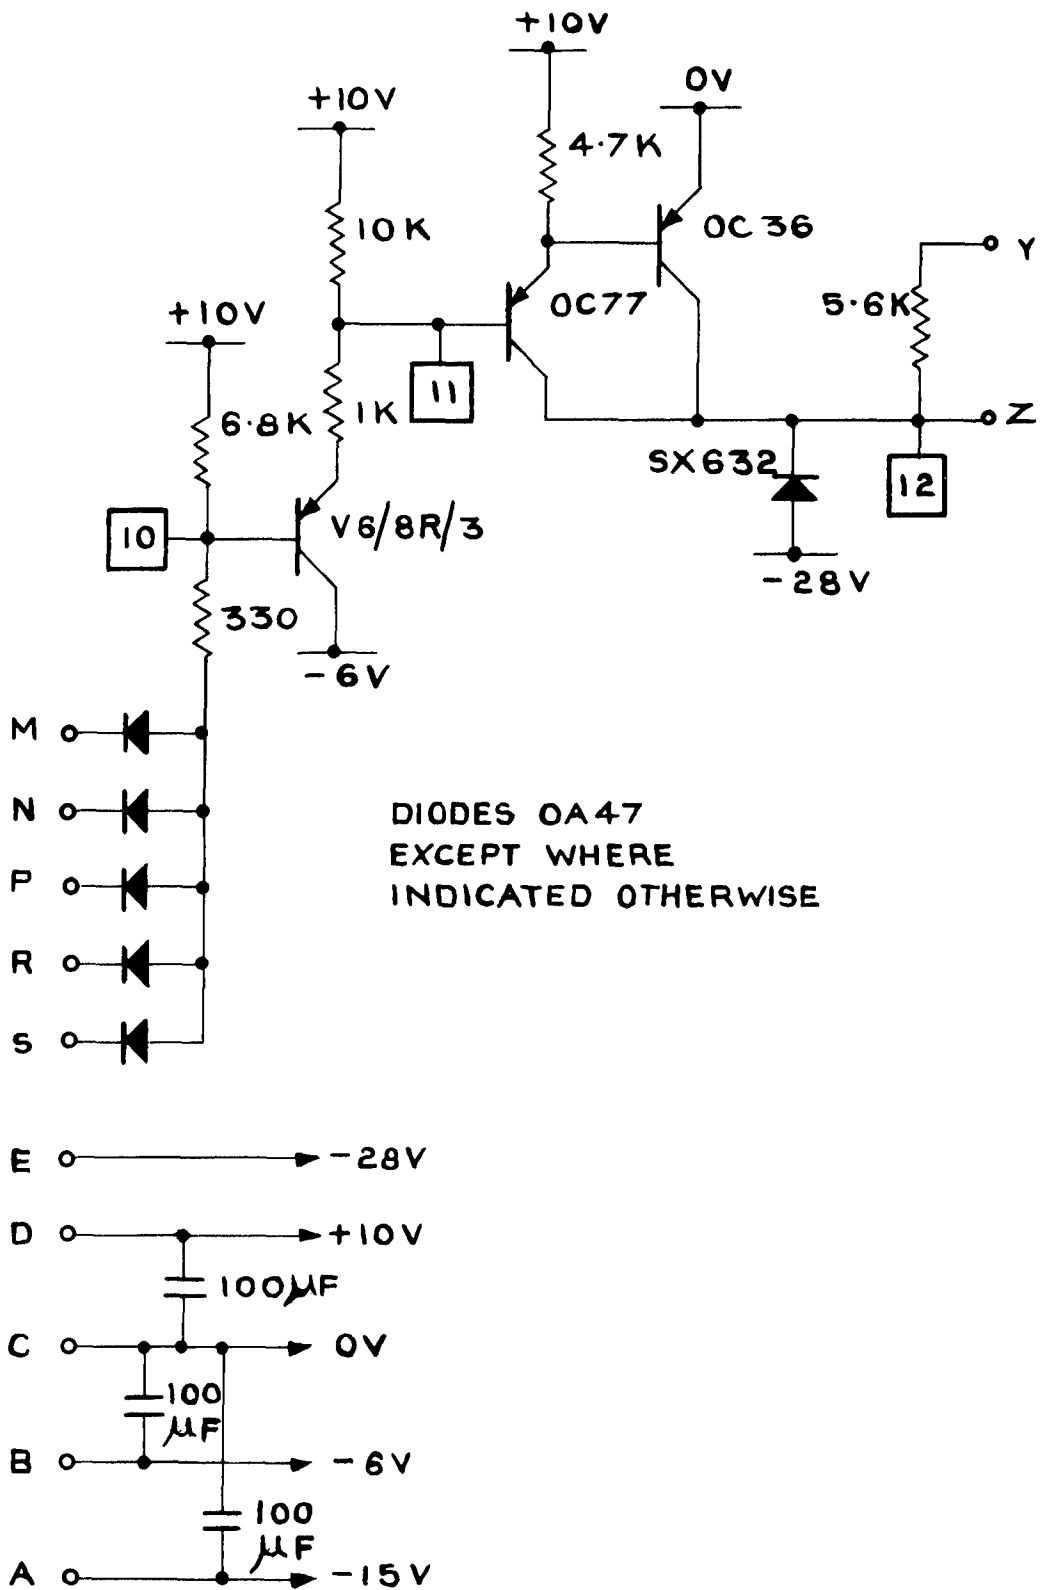 +10V
0V
+10V
4.7K
10K
OC36
Y
+10V
OC77
5.6K
11
6.8K
1K
Z
SX632
12
10
V6/8R/3
-28V
330
-6V
M
N
DIODES OA47
EXCEPT WHERE
P
INDICATED OTHERWISE
R
S
E
-28V
D
+10V
100µF
C
0V
100
µF
B
-6V
100
µF
A
-15V